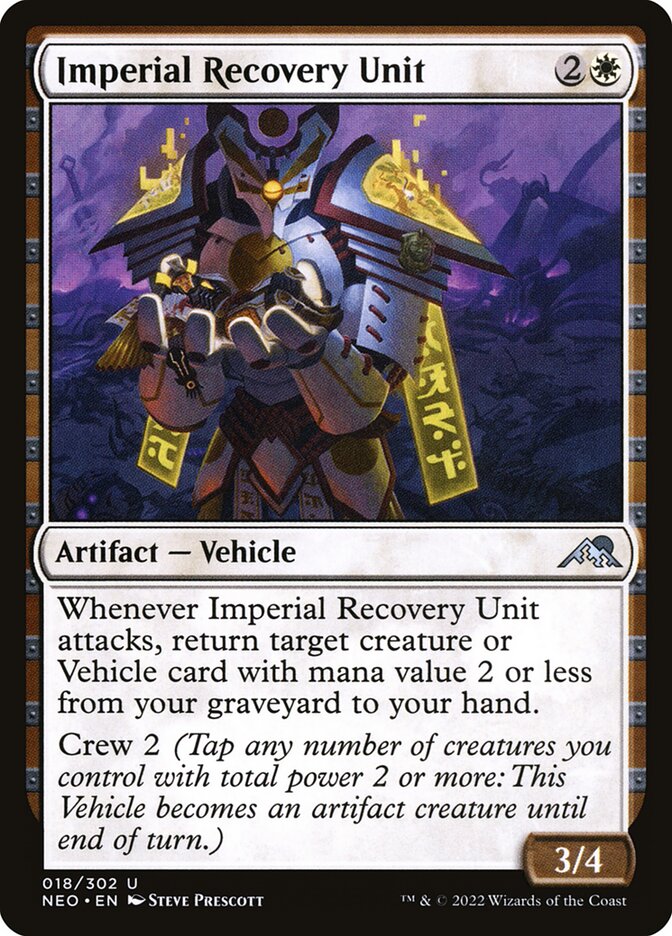 Imperial Recovery Unit 2
Artifact — Vehicle
Whenever Imperial Recovery Unit
attacks, return target creature or
Vehicle card with mana value 2 or less
from your graveyard to your hand.
Crew 2 (Tap any number of creatures you
control with total power 2 or more: This
Vehicle becomes an artifact creature until
end of turn.)
3/4
018/302 U
NEO • EN Steve Prescott
™ & © 2022 Wizards of the Coast